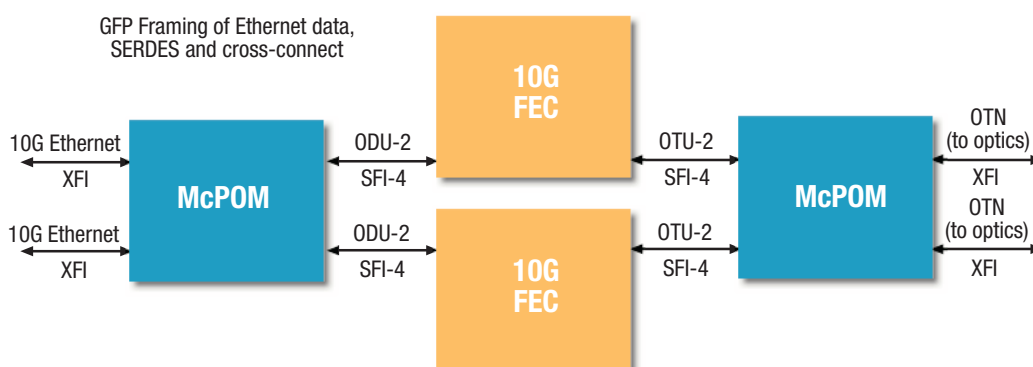 GFP Framing of Ethernet data,
SERDES and cross-connect
10G
FEC
10G Ethernet
XFI
McPOM
ODU-2
SFI-4
OTU-2
SFI-4
McPOM
OTN
(to optics)
XFI
10G Ethernet
XFI
ODU-2
SFI-4
10G
FEC
OTU-2
SFI-4
OTN
(to optics)
XFI